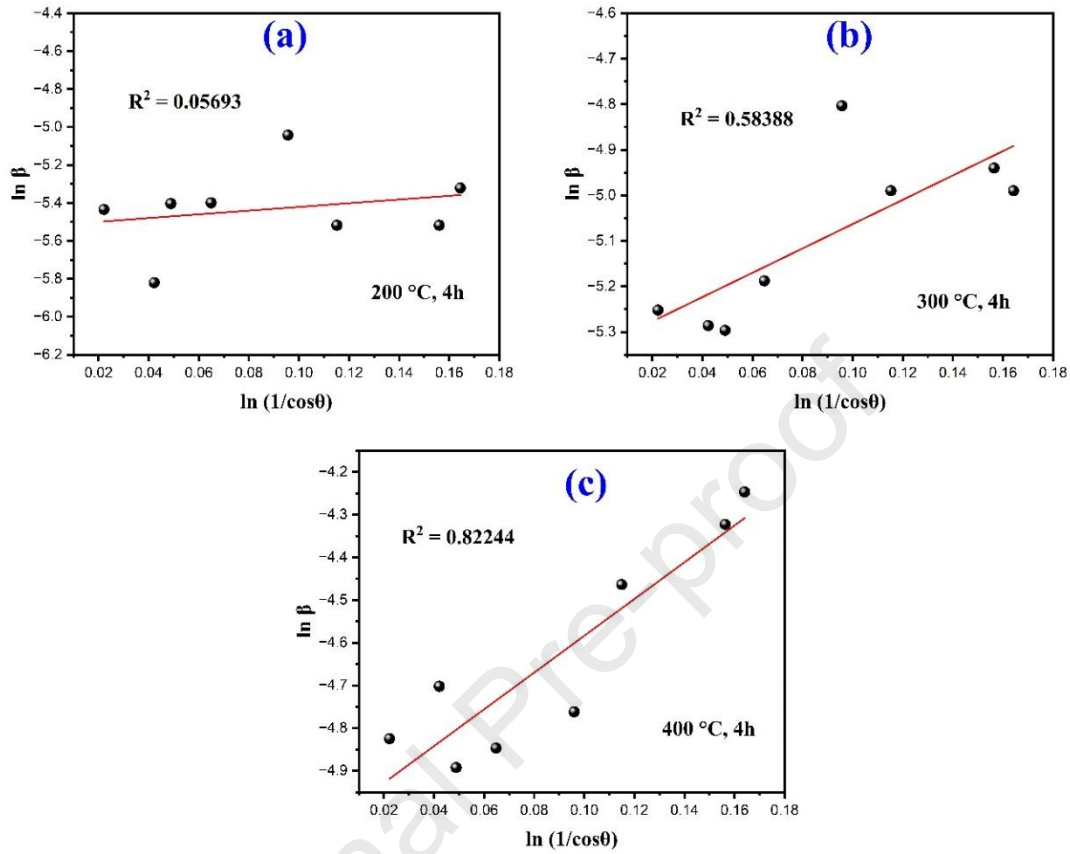 (a)
R² = 0.05693
200 °C, 4h
ln β
−4.4
−4.6
−4.8
−5.0
−5.2
−5.4
−5.6
−5.8
−6.0
−6.2
0.02 0.04 0.06 0.08 0.10 0.12 0.14 0.16 0.18
ln (1/cosθ)
(b)
R² = 0.58388
300 °C, 4h
ln β
−4.6
−4.7
−4.8
−4.9
−5.0
−5.1
−5.2
−5.3
0.02 0.04 0.06 0.08 0.10 0.12 0.14 0.16 0.18
ln (1/cosθ)
(c)
R² = 0.82244
400 °C, 4h
ln β
−4.2
−4.3
−4.4
−4.5
−4.6
−4.7
−4.8
−4.9
0.02 0.04 0.06 0.08 0.10 0.12 0.14 0.16 0.18
ln (1/cosθ)
nal Pre-proof